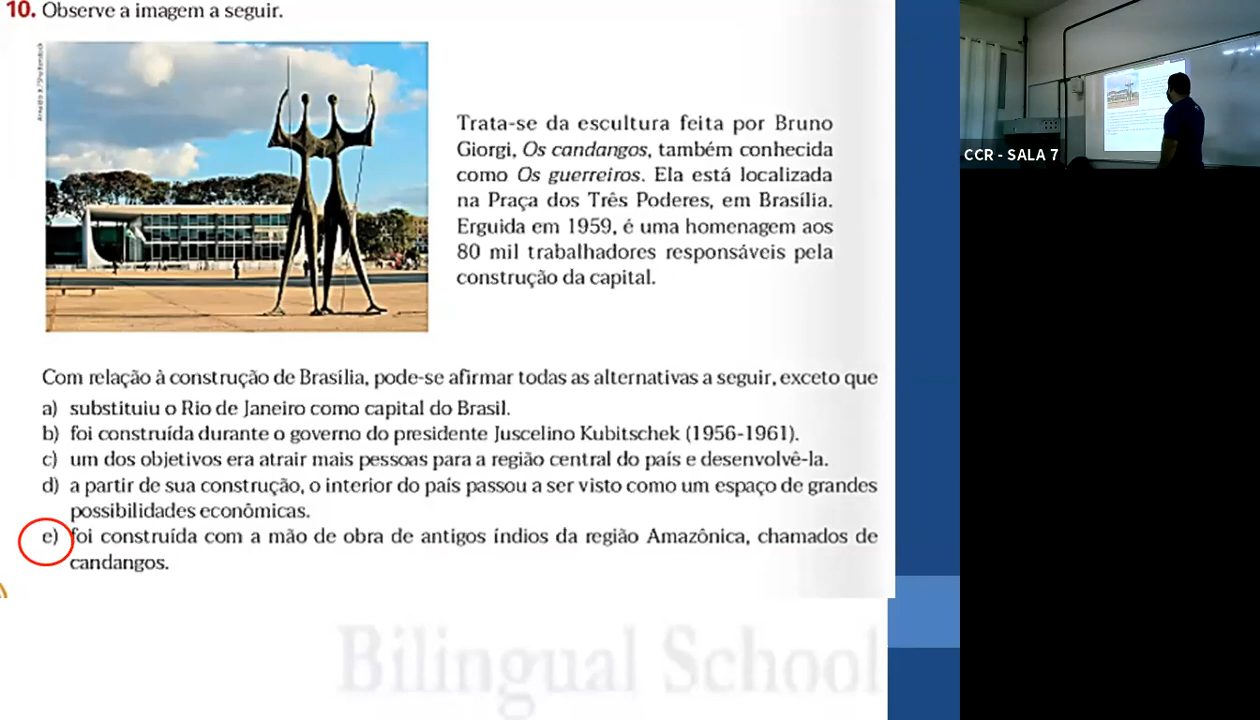 10. Observe a imagem a seguir.
Trata-se da escultura feita por Bruno
Giorgi, Os candangos, também conhecida
como Os guerreiros. Ela está localizada
na Praça dos Três Poderes, em Brasília.
Erguida em 1959, é uma homenagem aos
80 mil trabalhadores responsáveis pela
construção da capital.
Com relação à construção de Brasília, pode-se afirmar todas as alternativas a seguir, exceto que
a) substituiu o Rio de Janeiro como capital do Brasil.
b) foi construída durante o governo do presidente Juscelino Kubitschek (1956-1961).
c) um dos objetivos era atrair mais pessoas para a região central do país e desenvolvê-la.
d) a partir de sua construção, o interior do país passou a ser visto como um espaço de grandes
possibilidades econômicas.
e) foi construída com a mão de obra de antigos índios da região Amazônica, chamados de
candangos.
Bilingual School
CCR - SALA 7